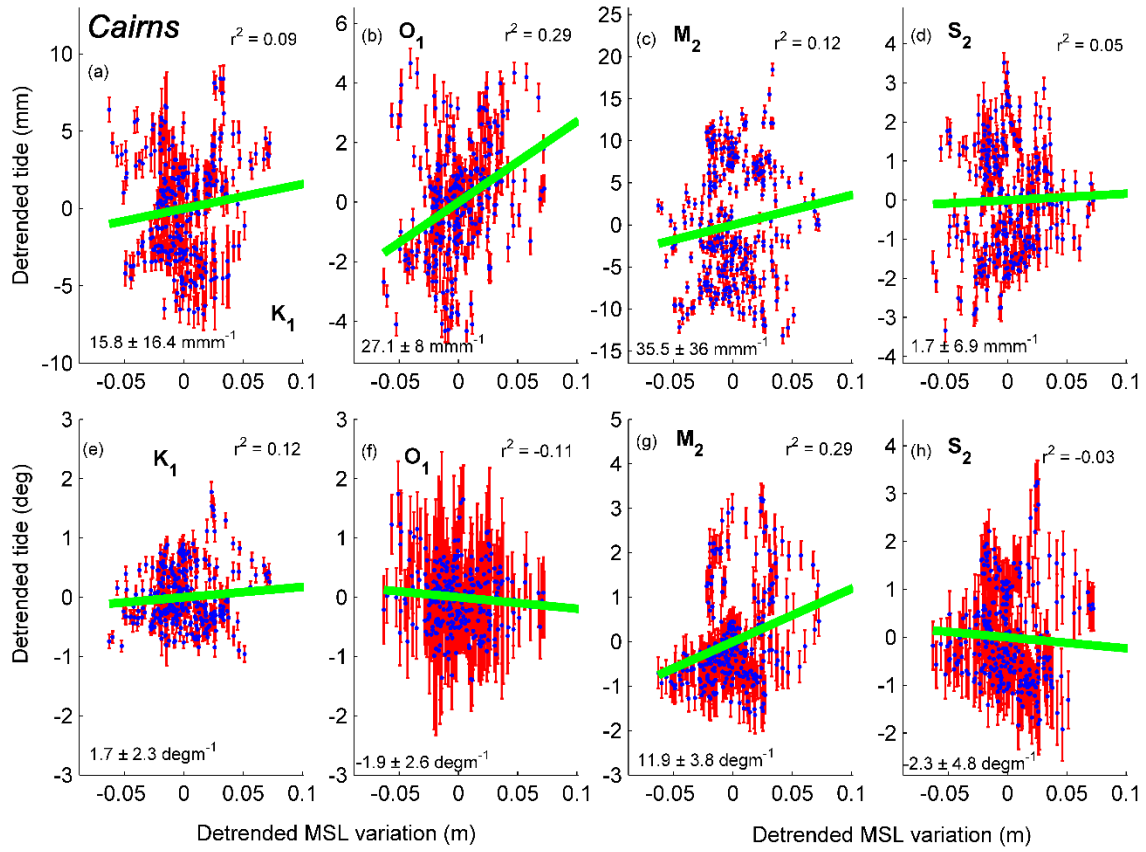 Cairns
(a)
r² = 0.09
K₁
15.8 ± 16.4 mmm⁻¹
10
5
0
-5
-10
-0.05 0 0.05 0.1
Detrended tide (mm)
(b)
O₁
r² = 0.29
27.1 ± 8 mmm⁻¹
6
4
2
0
-2
-4
-0.05 0 0.05 0.1
(c)
M₂
r² = 0.12
35.5 ± 36 mmm⁻¹
25
20
15
10
5
0
-5
-10
-15
-0.05 0 0.05 0.1
(d)
S₂
r² = 0.05
1.7 ± 6.9 mmm⁻¹
4
3
2
1
0
-1
-2
-3
-4
-0.05 0 0.05 0.1
(e)
K₁
r² = 0.12
1.7 ± 2.3 degm⁻¹
3
2
1
0
-1
-2
-3
-0.05 0 0.05 0.1
Detrended tide (deg)
(f)
O₁
r² = -0.11
-1.9 ± 2.6 degm⁻¹
3
2
1
0
-1
-2
-3
-0.05 0 0.05 0.1
(g)
M₂
r² = 0.29
11.9 ± 3.8 degm⁻¹
5
4
3
2
1
0
-1
-2
-3
-0.05 0 0.05 0.1
(h)
S₂
r² = -0.03
-2.3 ± 4.8 degm⁻¹
4
3
2
1
0
-1
-2
-3
-0.05 0 0.05 0.1
Detrended MSL variation (m)
Detrended MSL variation (m)